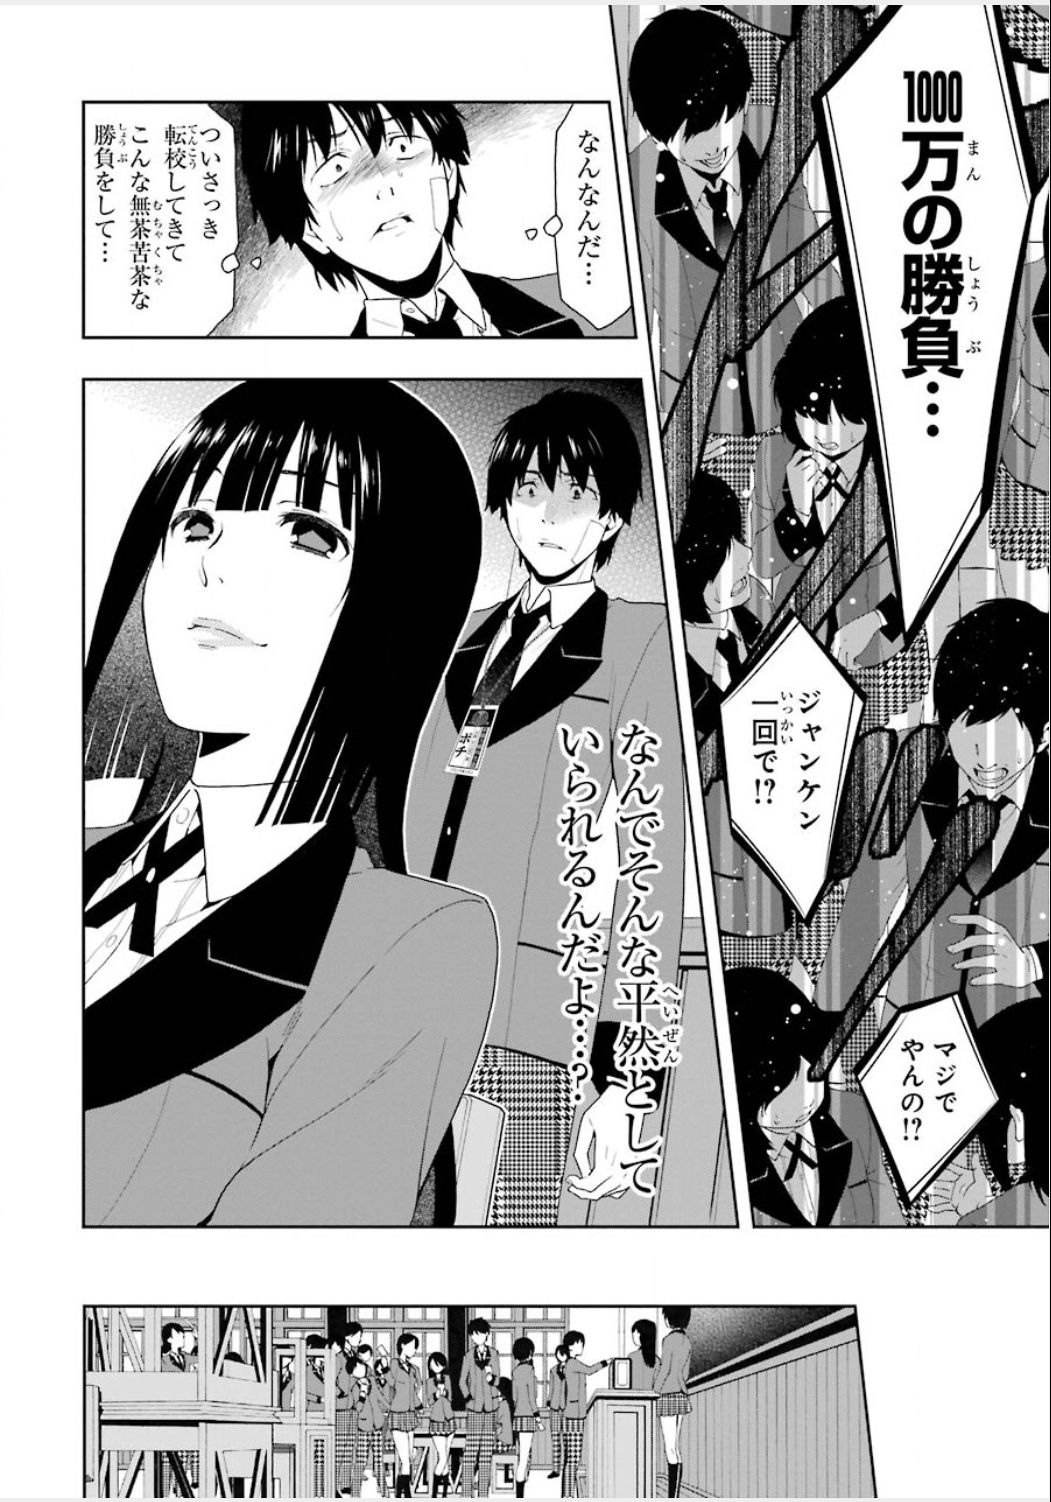 1000万の勝負…
ジャンケン
一回で!?
マジで
やんの!?
なんなんだ…
ついさっき
転校してきて
こんな無茶苦茶な
勝負をして…
なんでそんな平然として
いられるんだよ…?
ポチ